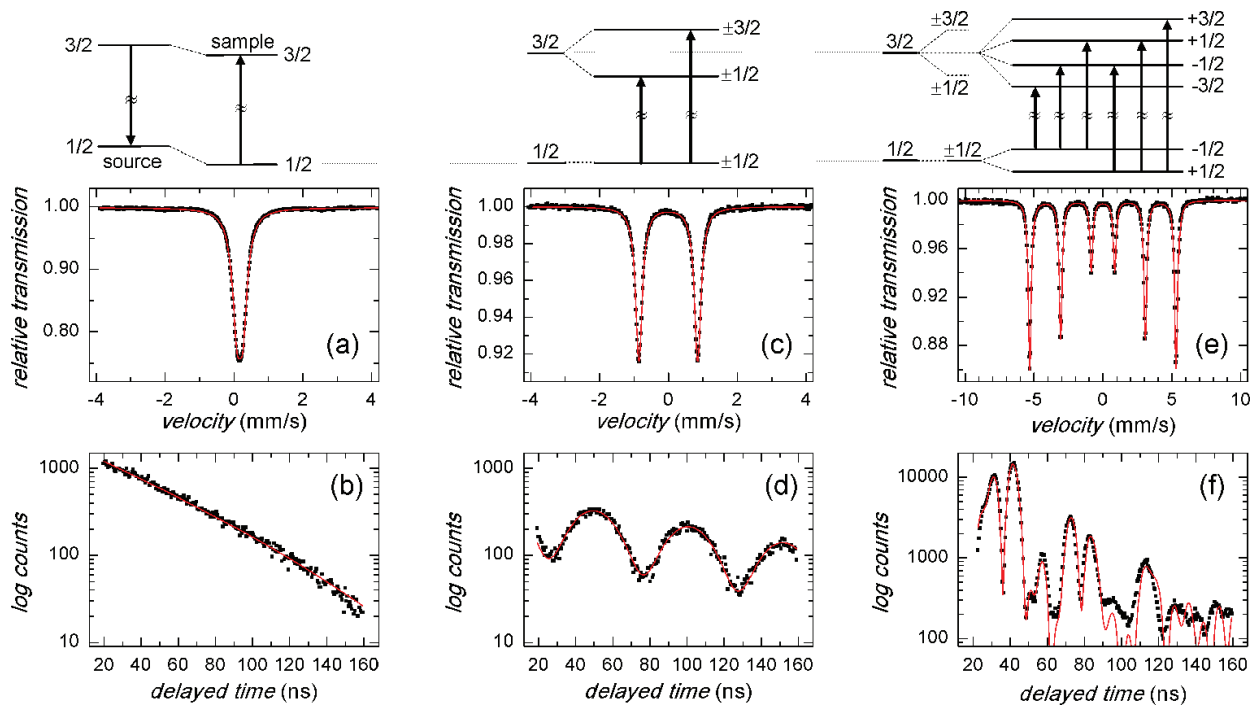 3/2
sample
3/2
1/2
source
1/2
≈
≈
3/2
±3/2
±1/2
1/2
±1/2
≈
≈
±3/2
3/2
±1/2
+3/2
+1/2
-1/2
-3/2
1/2
±1/2
-1/2
+1/2
≈ ≈ ≈ ≈ ≈ ≈
relative transmission
1.00
0.90
0.80
(a)
-4 -2 0 2 4
velocity (mm/s)
relative transmission
1.00
0.98
0.96
0.94
0.92
(c)
-4 -2 0 2 4
velocity (mm/s)
relative transmission
1.00
0.96
0.92
0.88
(e)
-10 -5 0 5 10
velocity (mm/s)
log counts
1000
100
10
(b)
20 40 60 80 100 120 140 160
delayed time (ns)
log counts
1000
100
10
(d)
20 40 60 80 100 120 140 160
delayed time (ns)
log counts
10000
1000
100
(f)
20 40 60 80 100 120 140 160
delayed time (ns)